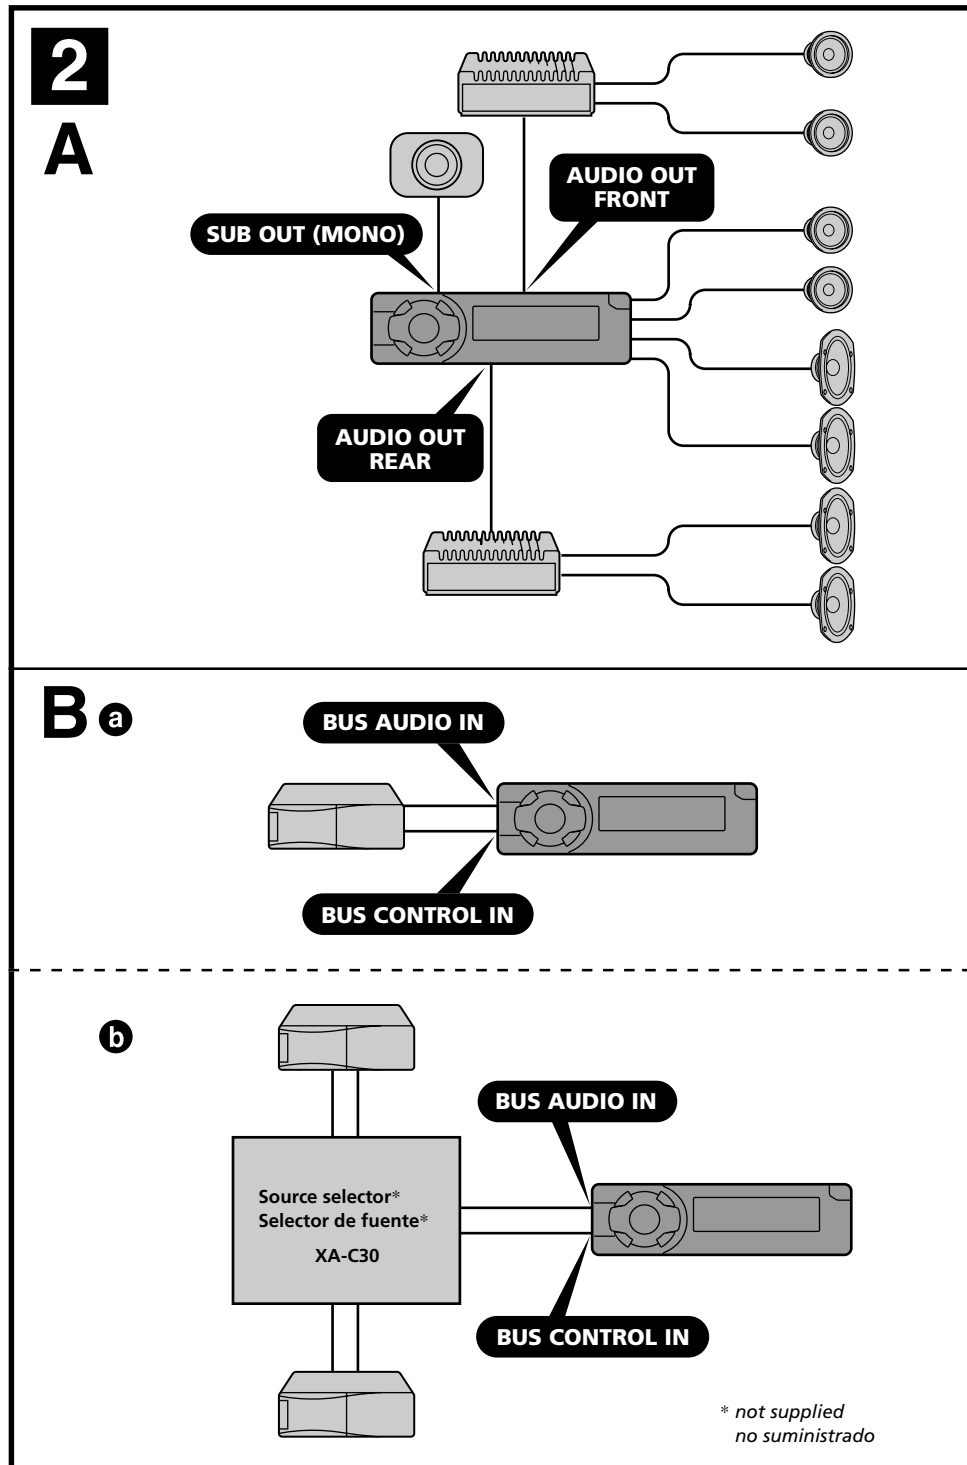 2
A
AUDIO OUT
FRONT
SUB OUT (MONO)
AUDIO OUT
REAR
B a
BUS AUDIO IN
BUS CONTROL IN
b
BUS AUDIO IN
Source selector*
Selector de fuente*
XA-C30
BUS CONTROL IN
* not supplied
no suministrado